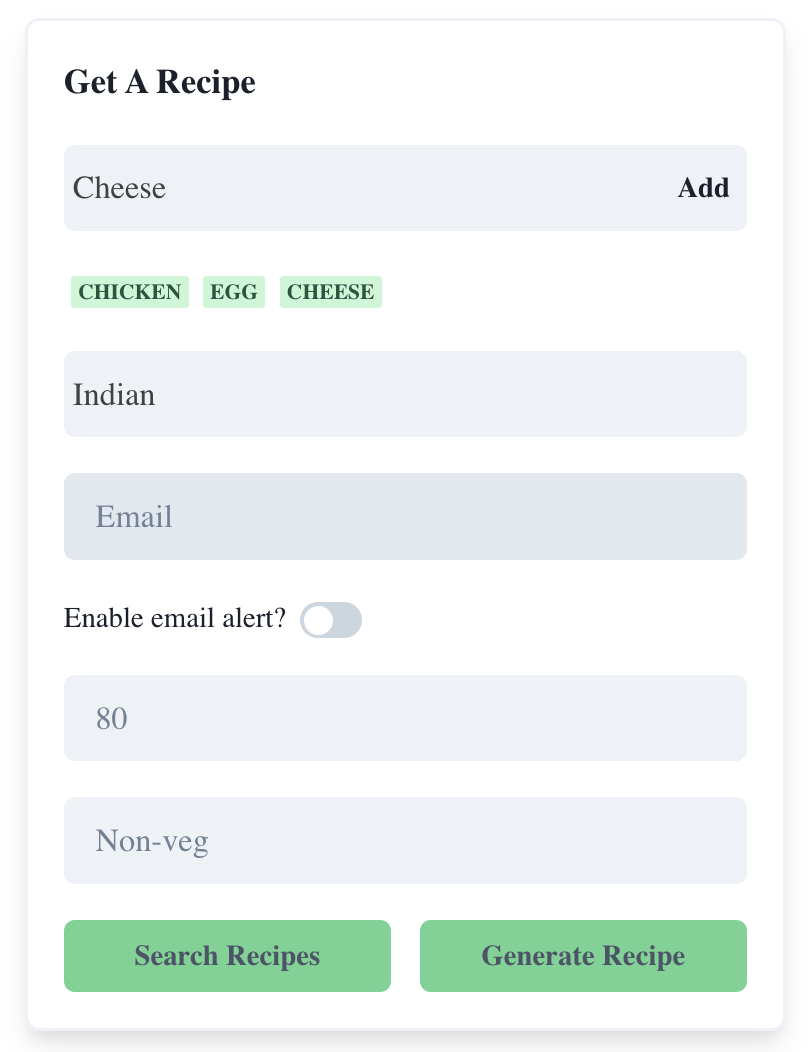 Get A Recipe
Cheese Add
CHICKEN EGG CHEESE
Indian
Email
Enable email alert?
80
Non-veg
Search Recipes Generate Recipe